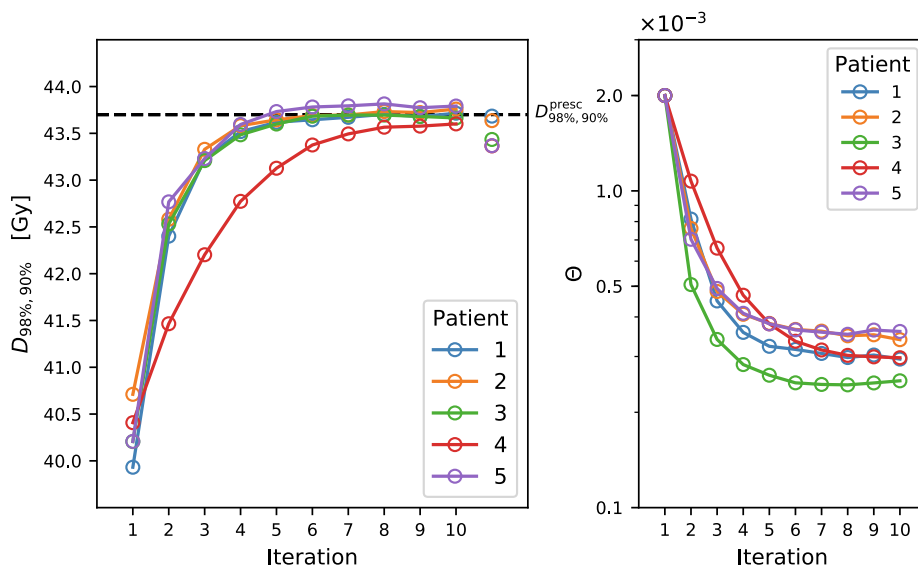 44.0
43.5
43.0
42.5
42.0
41.5
41.0
40.5
40.0
D98%, 90% [Gy]
1 2 3 4 5 6 7 8 9 10
Iteration
Patient
1
2
3
4
5
D^presc_98%, 90%
×10⁻³
2.0
1.0
0.5
0.1
Θ
1 2 3 4 5 6 7 8 9 10
Iteration
Patient
1
2
3
4
5